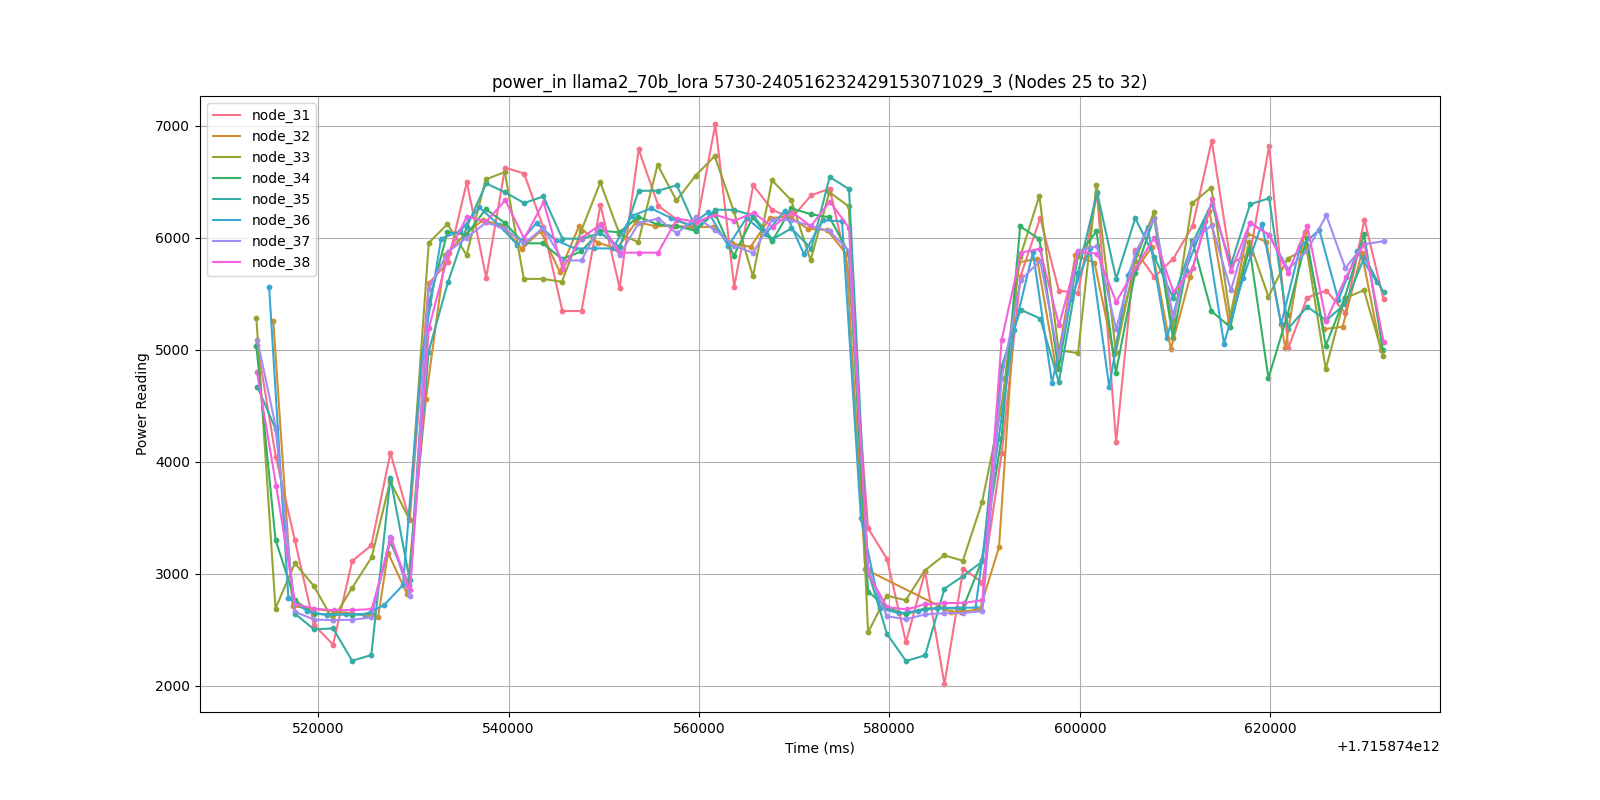 power_in llama2_70b_lora 5730-240516232429153071029_3 (Nodes 25 to 32)
7000
6000
5000
4000
3000
2000
Power Reading
node_31
node_32
node_33
node_34
node_35
node_36
node_37
node_38
520000 540000 560000 580000 600000 620000
Time (ms)
+1.715874e12